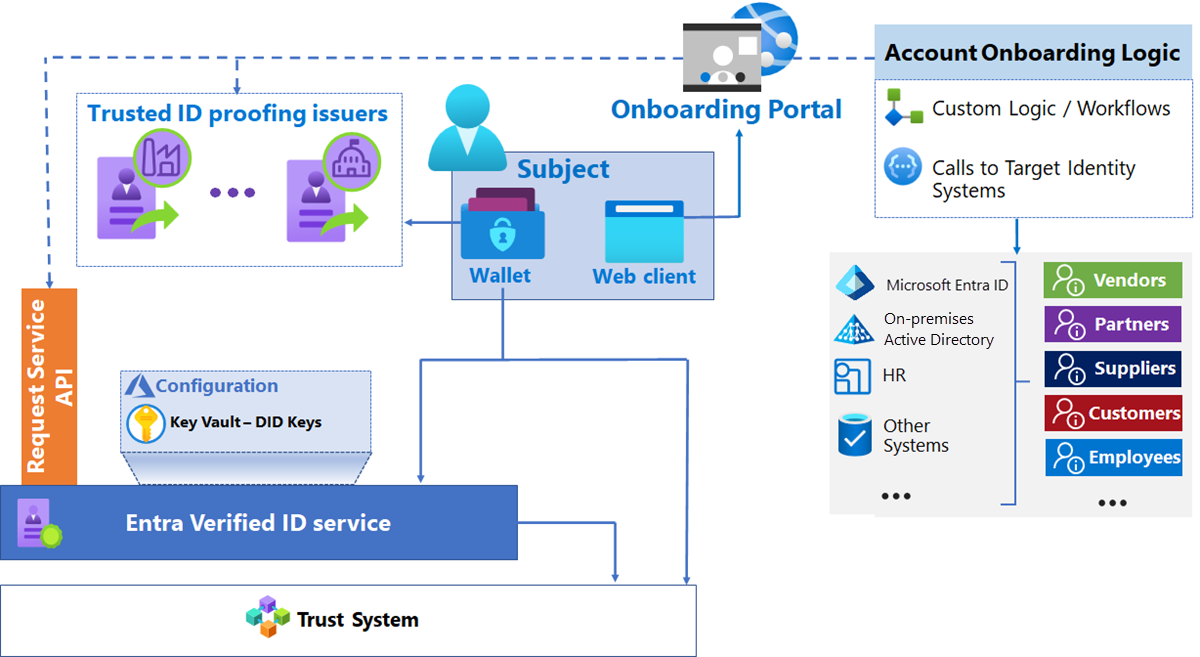 Account Onboarding Logic
Custom Logic / Workflows
Calls to Target Identity
Systems
Onboarding Portal
Trusted ID proofing issuers
Subject
Wallet
Web client
Microsoft Entra ID
On-premises
Active Directory
HR
Other
Systems
Vendors
Partners
Suppliers
Customers
Employees
Request Service
API
Configuration
Key Vault – DID Keys
Entra Verified ID service
Trust System